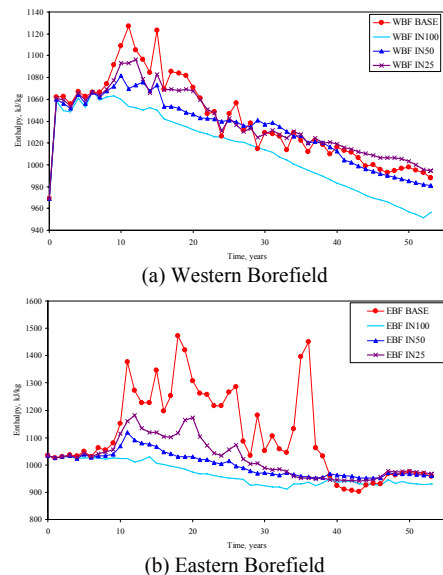 1140
1120
1100
1080
1060
1040
1020
1000
980
960
940
Enthalpy, kJ/kg
0 10 20 30 40 50
Time, years
WBF BASE
WBF IN100
WBF IN50
WBF IN25
(a) Western Borefield
1600
1500
1400
1300
1200
1100
1000
900
800
Enthalpy, kJ/kg
0 10 20 30 40 50
Time, years
EBF BASE
EBF IN100
EBF IN50
EBF IN25
(b) Eastern Borefield